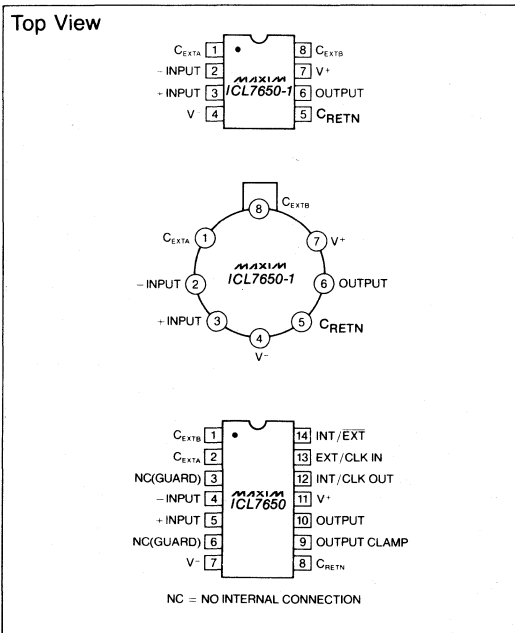 Top View
CEXTA 1 8 CEXTB
-INPUT 2 7 V+
+INPUT 3 6 OUTPUT
V- 4 5 CRETN
MAXIM
ICL7650-1
8 CEXTB
CEXTA 1 7 V+
-INPUT 2 6 OUTPUT
+INPUT 3 5 CRETN
4
V-
MAXIM
ICL7650-1
CEXTB 1 14 INT/EXT
CEXTA 2 13 EXT/CLK IN
NC(GUARD) 3 12 INT/CLK OUT
-INPUT 4 11 V+
+INPUT 5 10 OUTPUT
NC(GUARD) 6 9 OUTPUT CLAMP
V- 7 8 CRETN
MAXIM
ICL7650
NC = NO INTERNAL CONNECTION